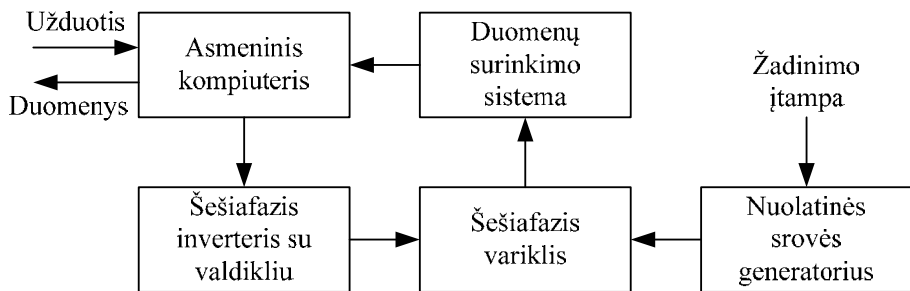 Užduotis
Duomenys
Asmeninis
kompiuteris
Duomenų
surinkimo
sistema
Žadinimo
įtampa
Šešiafazis
inverteris su
valdikliu
Šešiafazis
variklis
Nuolatinės
srovės
generatorius